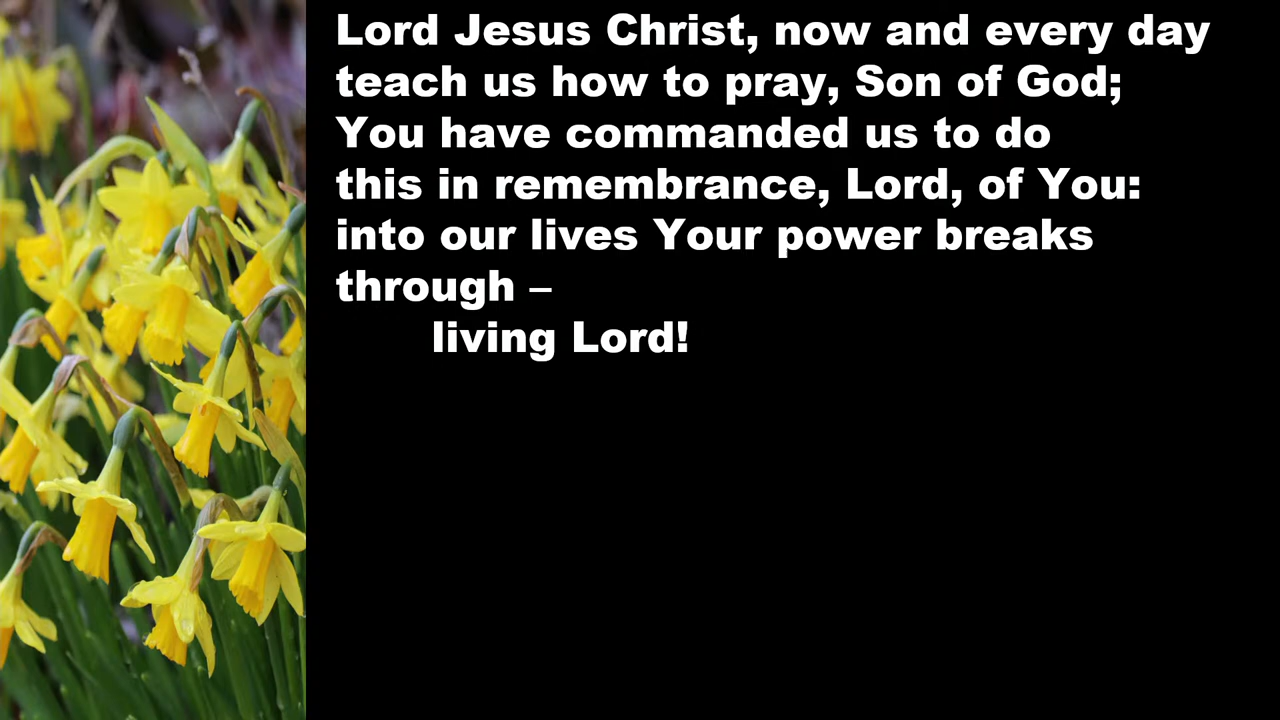 Lord Jesus Christ, now and every day
teach us how to pray, Son of God;
You have commanded us to do
this in remembrance, Lord, of You:
into our lives Your power breaks
through –
living Lord!